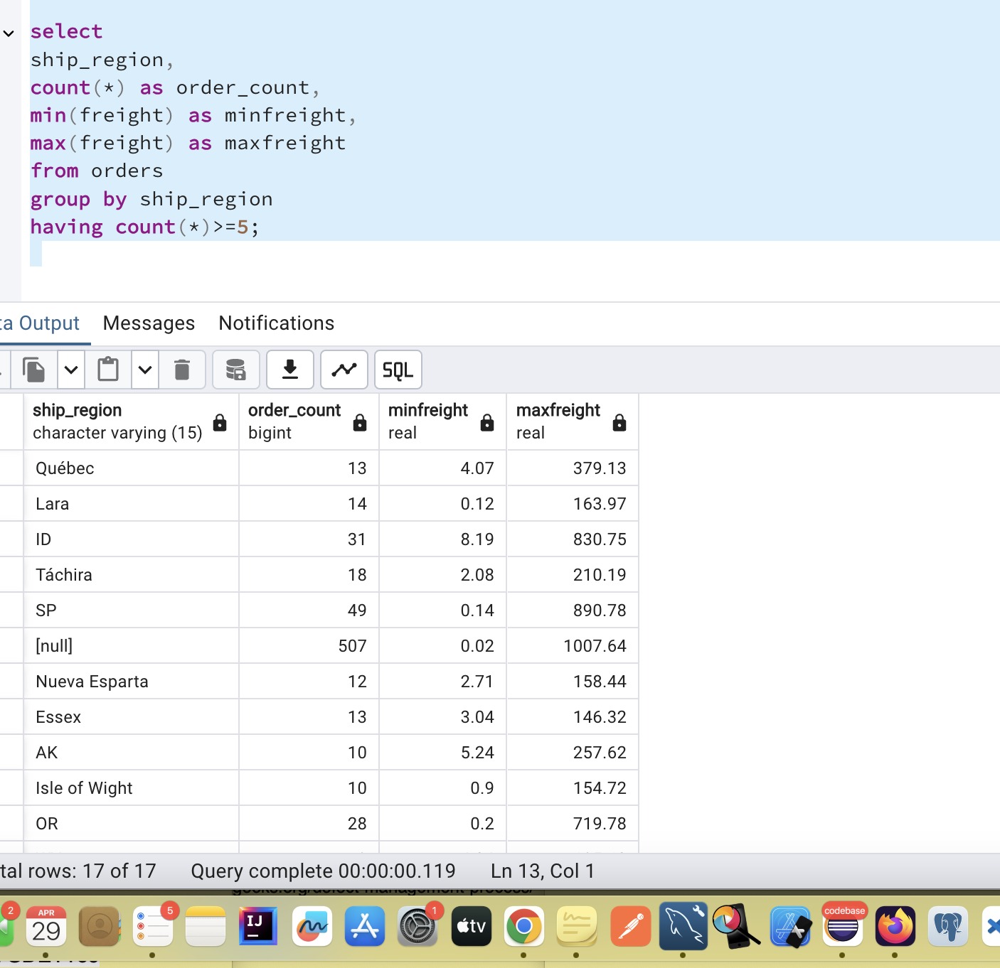 select
ship_region,
count(*) as order_count,
min(freight) as minfreight,
max(freight) as maxfreight
from orders
group by ship_region
having count(*)>=5;
ta Output Messages Notifications
SQL
ship_region order_count minfreight maxfreight
character varying (15) bigint real real
Québec 13 4.07 379.13
Lara 14 0.12 163.97
ID 31 8.19 830.75
Táchira 18 2.08 210.19
SP 49 0.14 890.78
[null] 507 0.02 1007.64
Nueva Esparta 12 2.71 158.44
Essex 13 3.04 146.32
AK 10 5.24 257.62
Isle of Wight 10 0.9 154.72
OR 28 0.2 719.78
tal rows: 17 of 17 Query complete 00:00:00.119 Ln 13, Col 1
2 APR 5 1 codebase
29 IJ tv